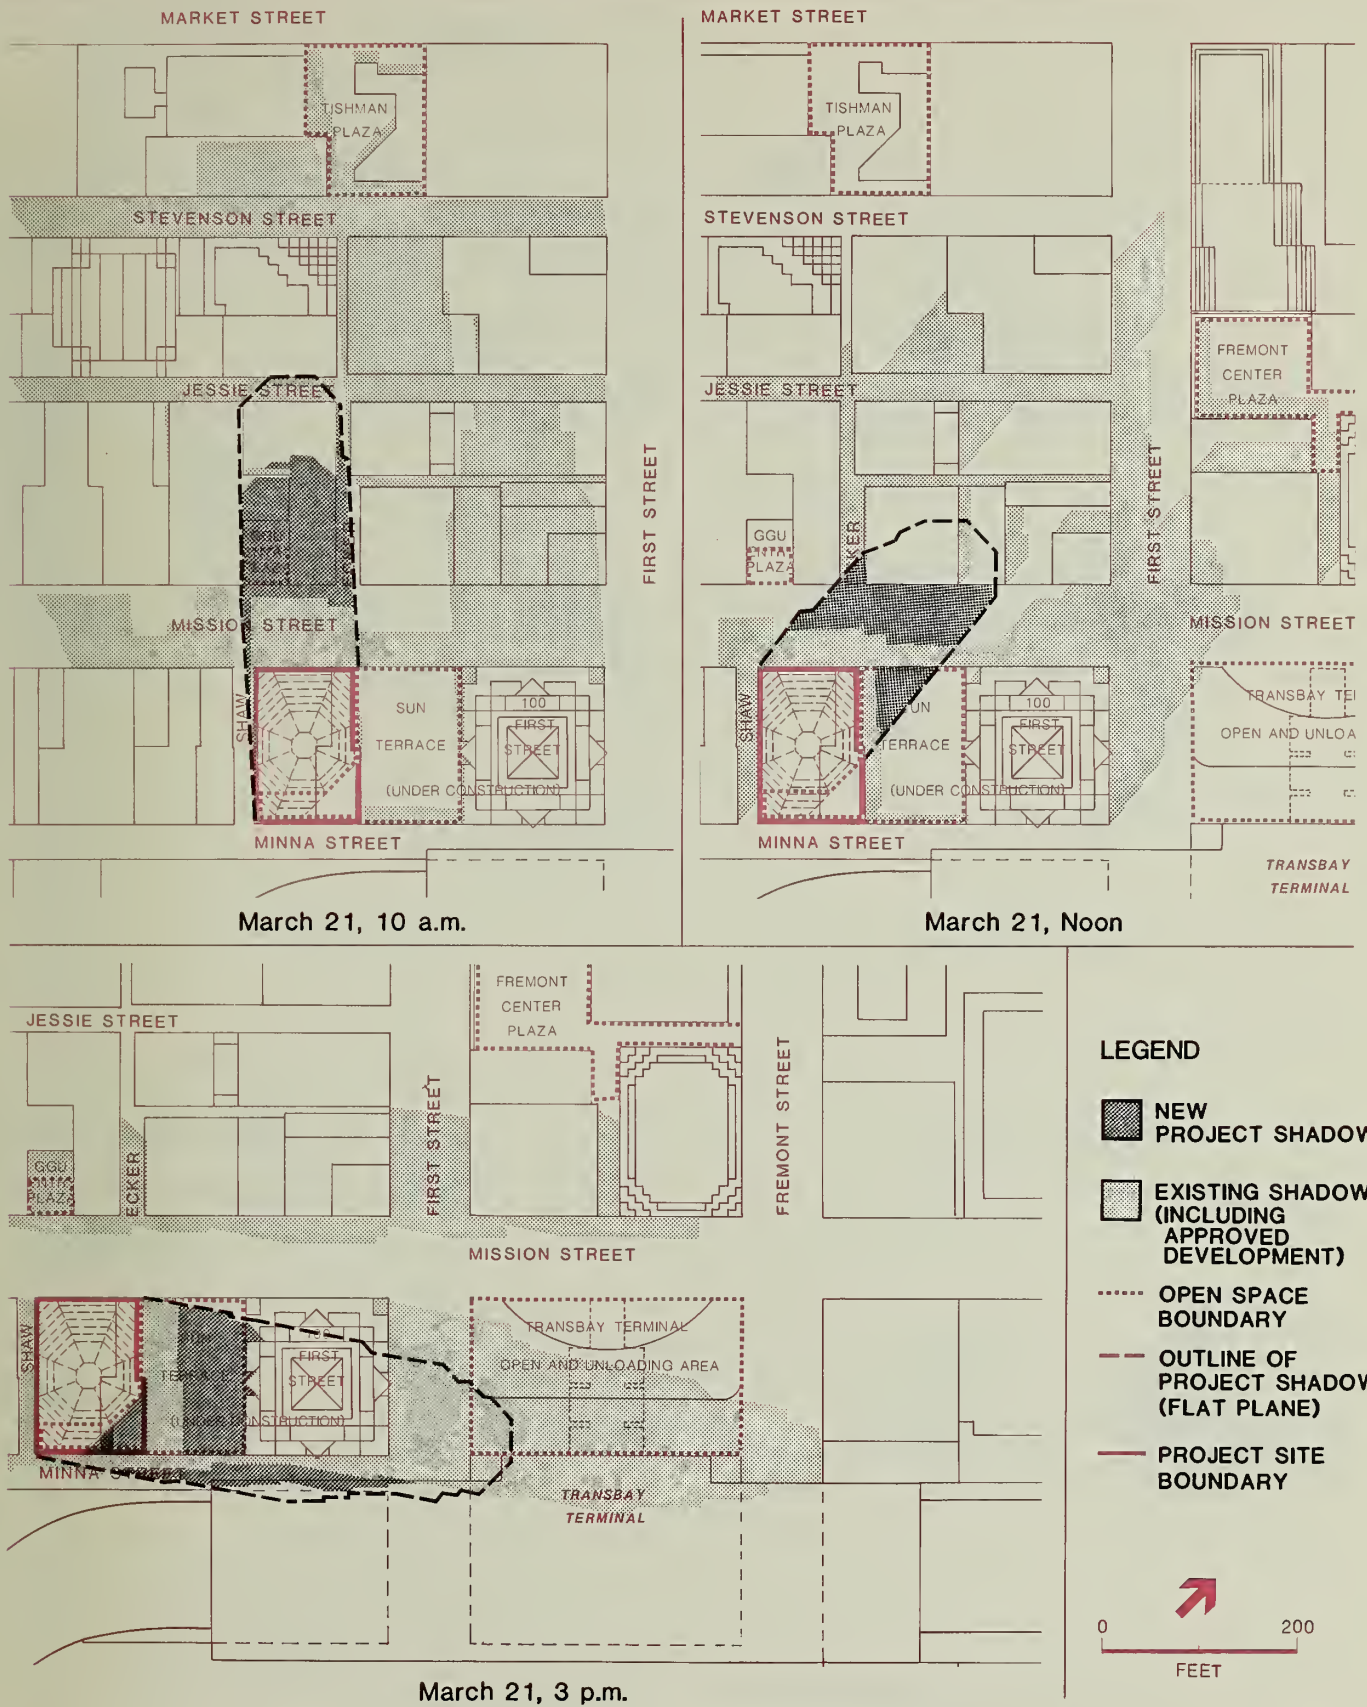 MARKET STREET
TISHMAN
PLAZA
STEVENSON STREET
JESSIE STREET
FIRST STREET
MISSION STREET
SHAW
SUN
TERRACE
(UNDER CONSTRUCTION)
100
FIRST
STREET
MINNA STREET
March 21, 10 a.m.
MARKET STREET
TISHMAN
PLAZA
STEVENSON STREET
FREMONT
CENTER
PLAZA
JESSIE STREET
FIRST STREET
GGU
PLAZA
MISSION STREET
SHAW
TERRACE
(UNDER CONSTRUCTION)
100
FIRST
STREET
TRANSBAY TE
OPEN AND UNLOA
MINNA STREET
TRANSBAY
TERMINAL
March 21, Noon
FREMONT
CENTER
PLAZA
JESSIE STREET
FIRST STREET
FREMONT STREET
GGU
PLAZA
ECKER
MISSION STREET
SHAW
FIRST
STREET
(UNDER CONSTRUCTION)
TRANSBAY TERMINAL
OPEN AND UNLOADING AREA
MINNA STREET
TRANSBAY
TERMINAL
March 21, 3 p.m.
LEGEND
NEW
PROJECT SHADOW
EXISTING SHADOW
(INCLUDING
APPROVED
DEVELOPMENT)
OPEN SPACE
BOUNDARY
OUTLINE OF
PROJECT SHADOW
(FLAT PLANE)
PROJECT SITE
BOUNDARY
0 200
FEET